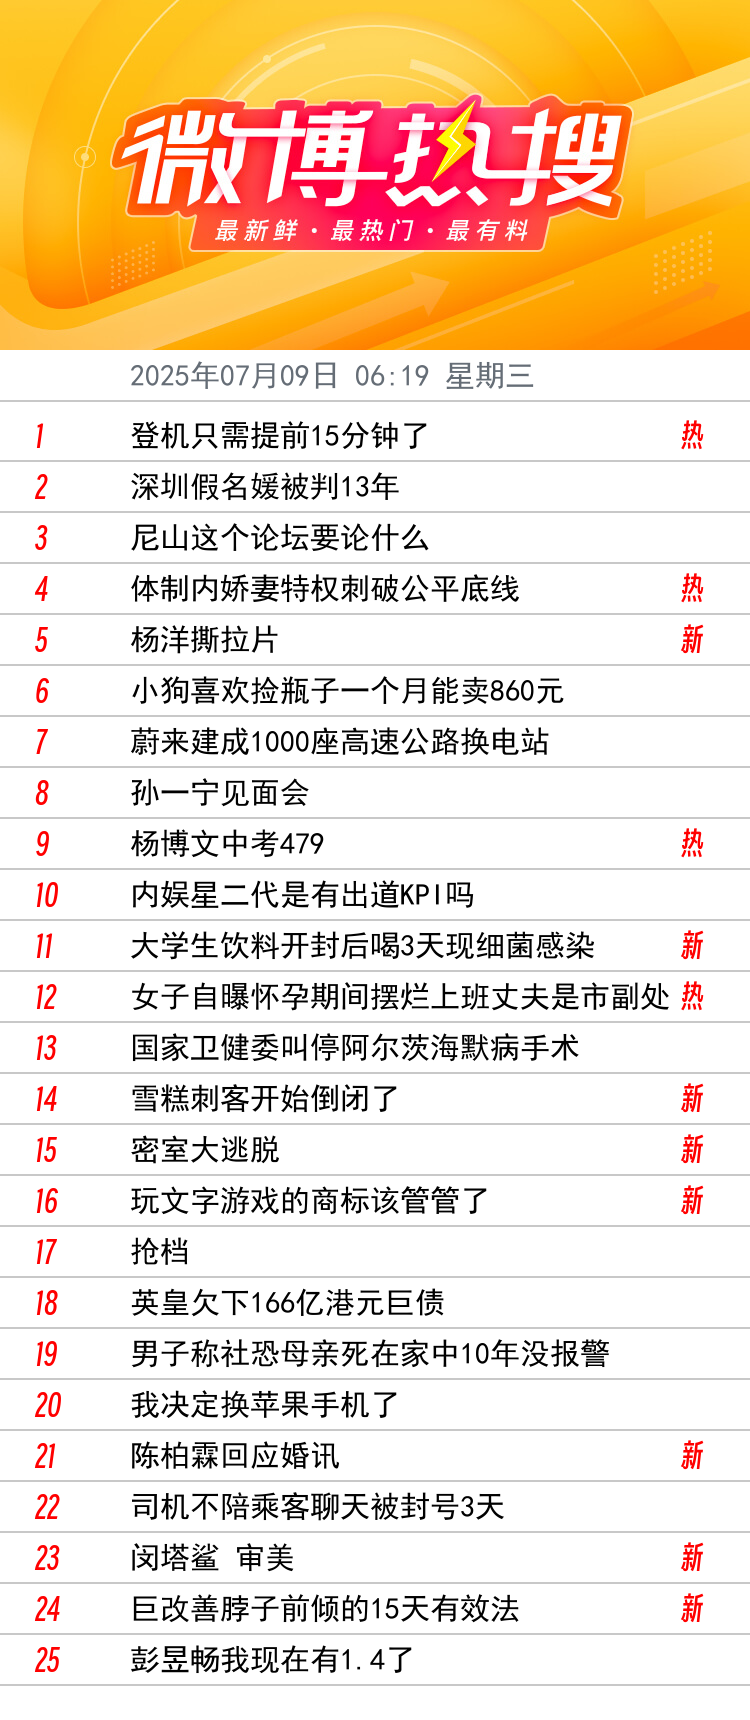 微博热搜
最新鲜·最热门·最有料
2025年07月09日 06:19 星期三
1 登机只需提前15分钟了 热
2 深圳假名媛被判13年
3 尼山这个论坛要论什么
4 体制内娇妻特权刺破公平底线 热
5 杨洋撕拉片 新
6 小狗喜欢捡瓶子一个月能卖860元
7 蔚来建成1000座高速公路换电站
8 孙一宁见面会
9 杨博文中考479 热
10 内娱星二代是有出道KPI吗
11 大学生饮料开封后喝3天现细菌感染 新
12 女子自曝怀孕期间摆烂上班丈夫是市副处 热
13 国家卫健委叫停阿尔茨海默病手术
14 雪糕刺客开始倒闭了 新
15 密室大逃脱 新
16 玩文字游戏的商标该管管了 新
17 抢档
18 英皇欠下166亿港元巨债
19 男子称社恐母亲死在家中10年没报警
20 我决定换苹果手机了
21 陈柏霖回应婚讯 新
22 司机不陪乘客聊天被封号3天
23 闵塔鲨 审美 新
24 巨改善脖子前倾的15天有效法 新
25 彭昱畅我现在有1.4了